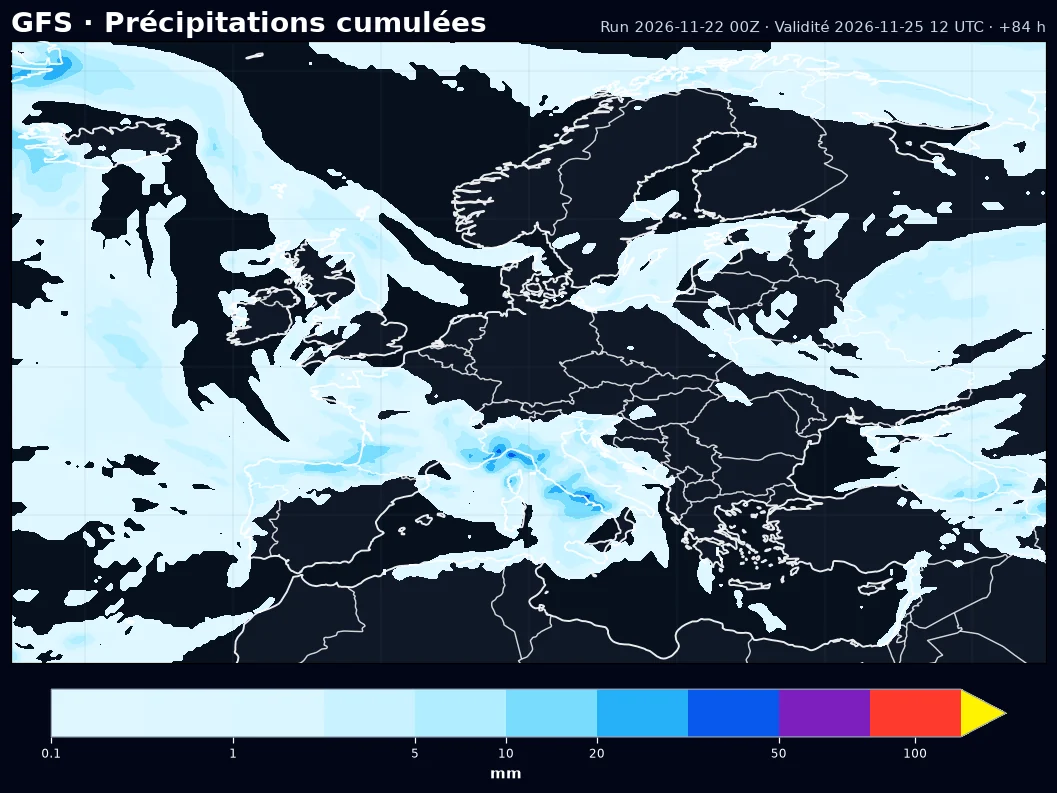 GFS · Précipitations cumulées
Run 2026-11-22 00Z · Validité 2026-11-25 12 UTC · +84 h
0.1 1 5 10 20 50 100
mm